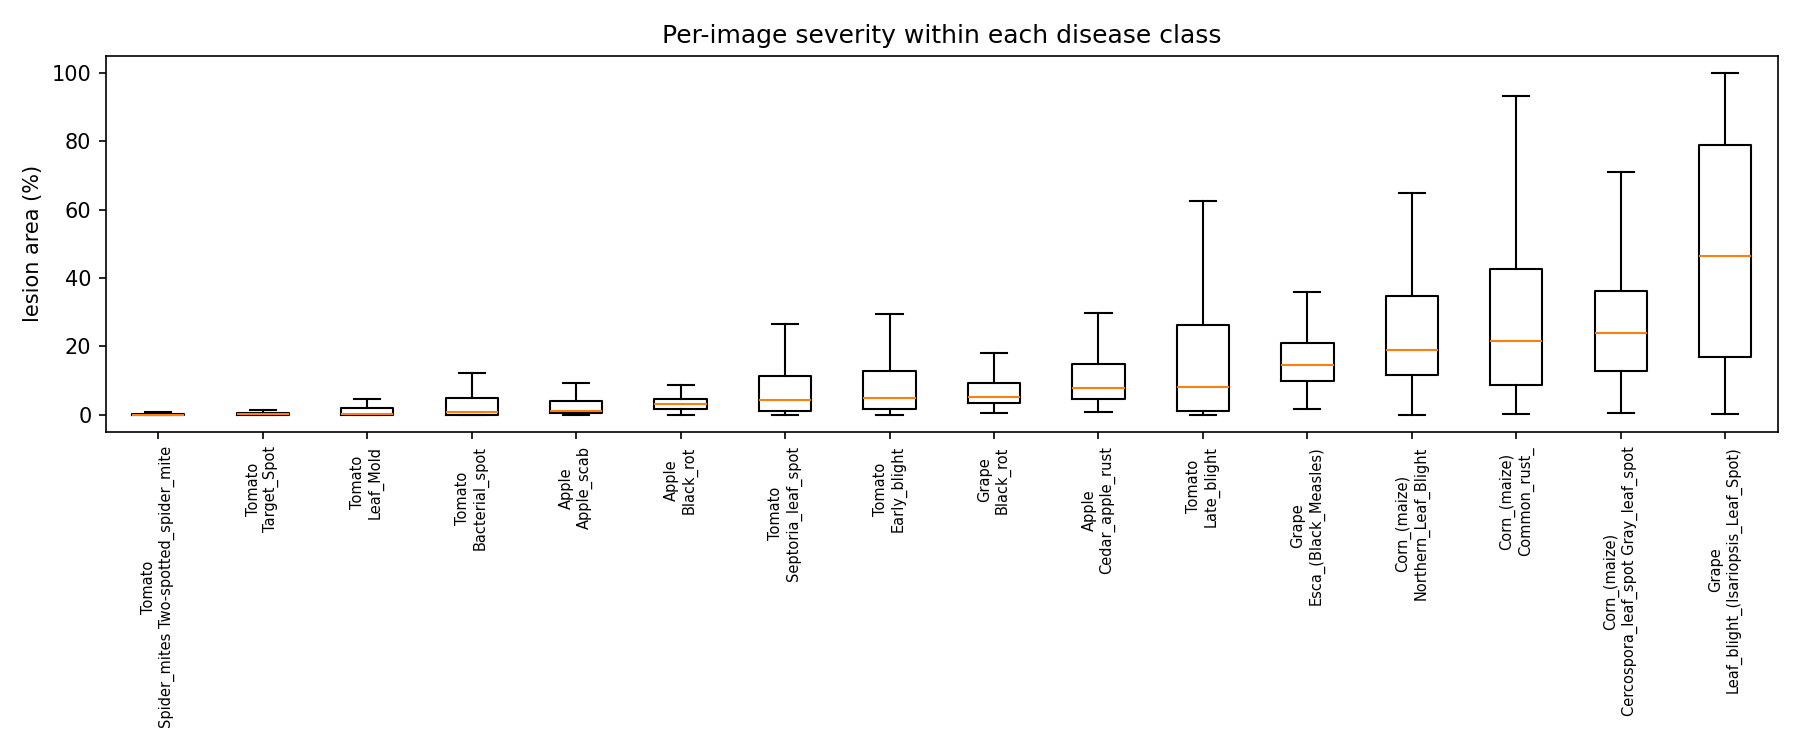 Per-image severity within each disease class
lesion area (%)
100
80
60
40
20
0
Tomato
Spider_mites Two-spotted_spider_mite
Tomato
Target_Spot
Tomato
Leaf_Mold
Tomato
Bacterial_spot
Apple
Apple_scab
Apple
Black_rot
Tomato
Septoria_leaf_spot
Tomato
Early_blight
Grape
Black_rot
Apple
Cedar_apple_rust
Tomato
Late_blight
Grape
Esca_(Black_Measles)
Corn_(maize)
Northern_Leaf_Blight
Corn_(maize)
Common_rust_
Corn_(maize)
Cercospora_leaf_spot Gray_leaf_spot
Grape
Leaf_blight_(Isariopsis_Leaf_Spot)